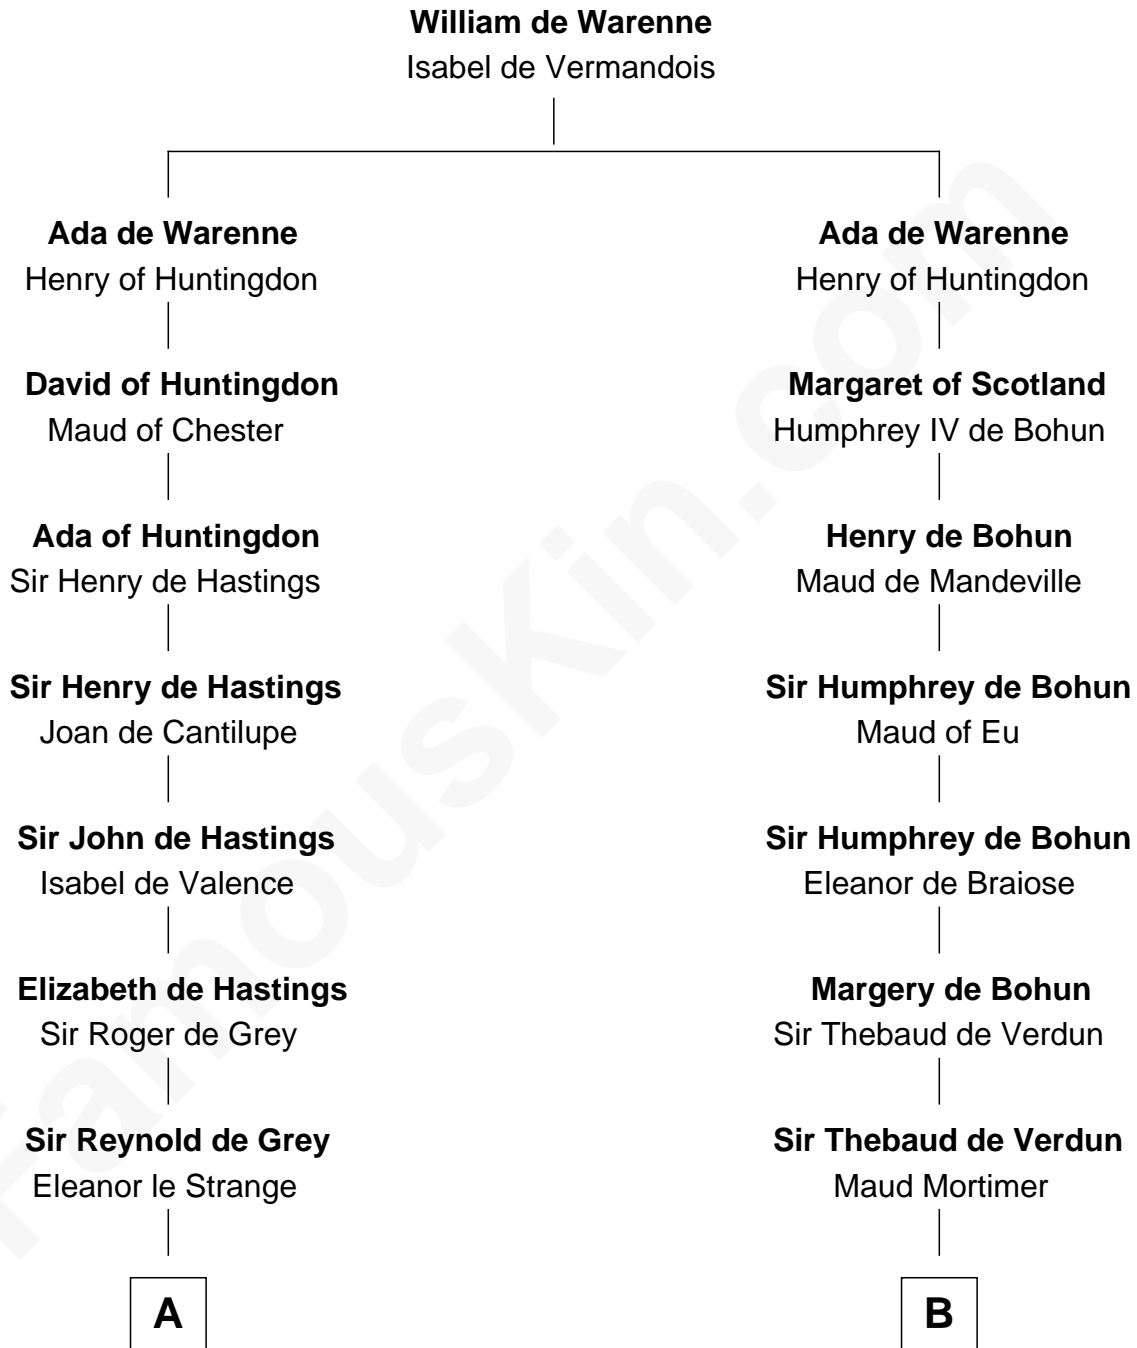 William de Warenne
Isabel de Vermandois
Ada de Warenne
Henry of Huntingdon
David of Huntingdon
Maud of Chester
Ada of Huntingdon
Sir Henry de Hastings
Sir Henry de Hastings
Joan de Cantilupe
Sir John de Hastings
Isabel de Valence
Elizabeth de Hastings
Sir Roger de Grey
Sir Reynold de Grey
Eleanor le Strange
A
Ada de Warenne
Henry of Huntingdon
Margaret of Scotland
Humphrey IV de Bohun
Henry de Bohun
Maud de Mandeville
Sir Humphrey de Bohun
Maud of Eu
Sir Humphrey de Bohun
Eleanor de Braiose
Margery de Bohun
Sir Thebaud de Verdun
Sir Thebaud de Verdun
Maud Mortimer
B
FamousKin.com